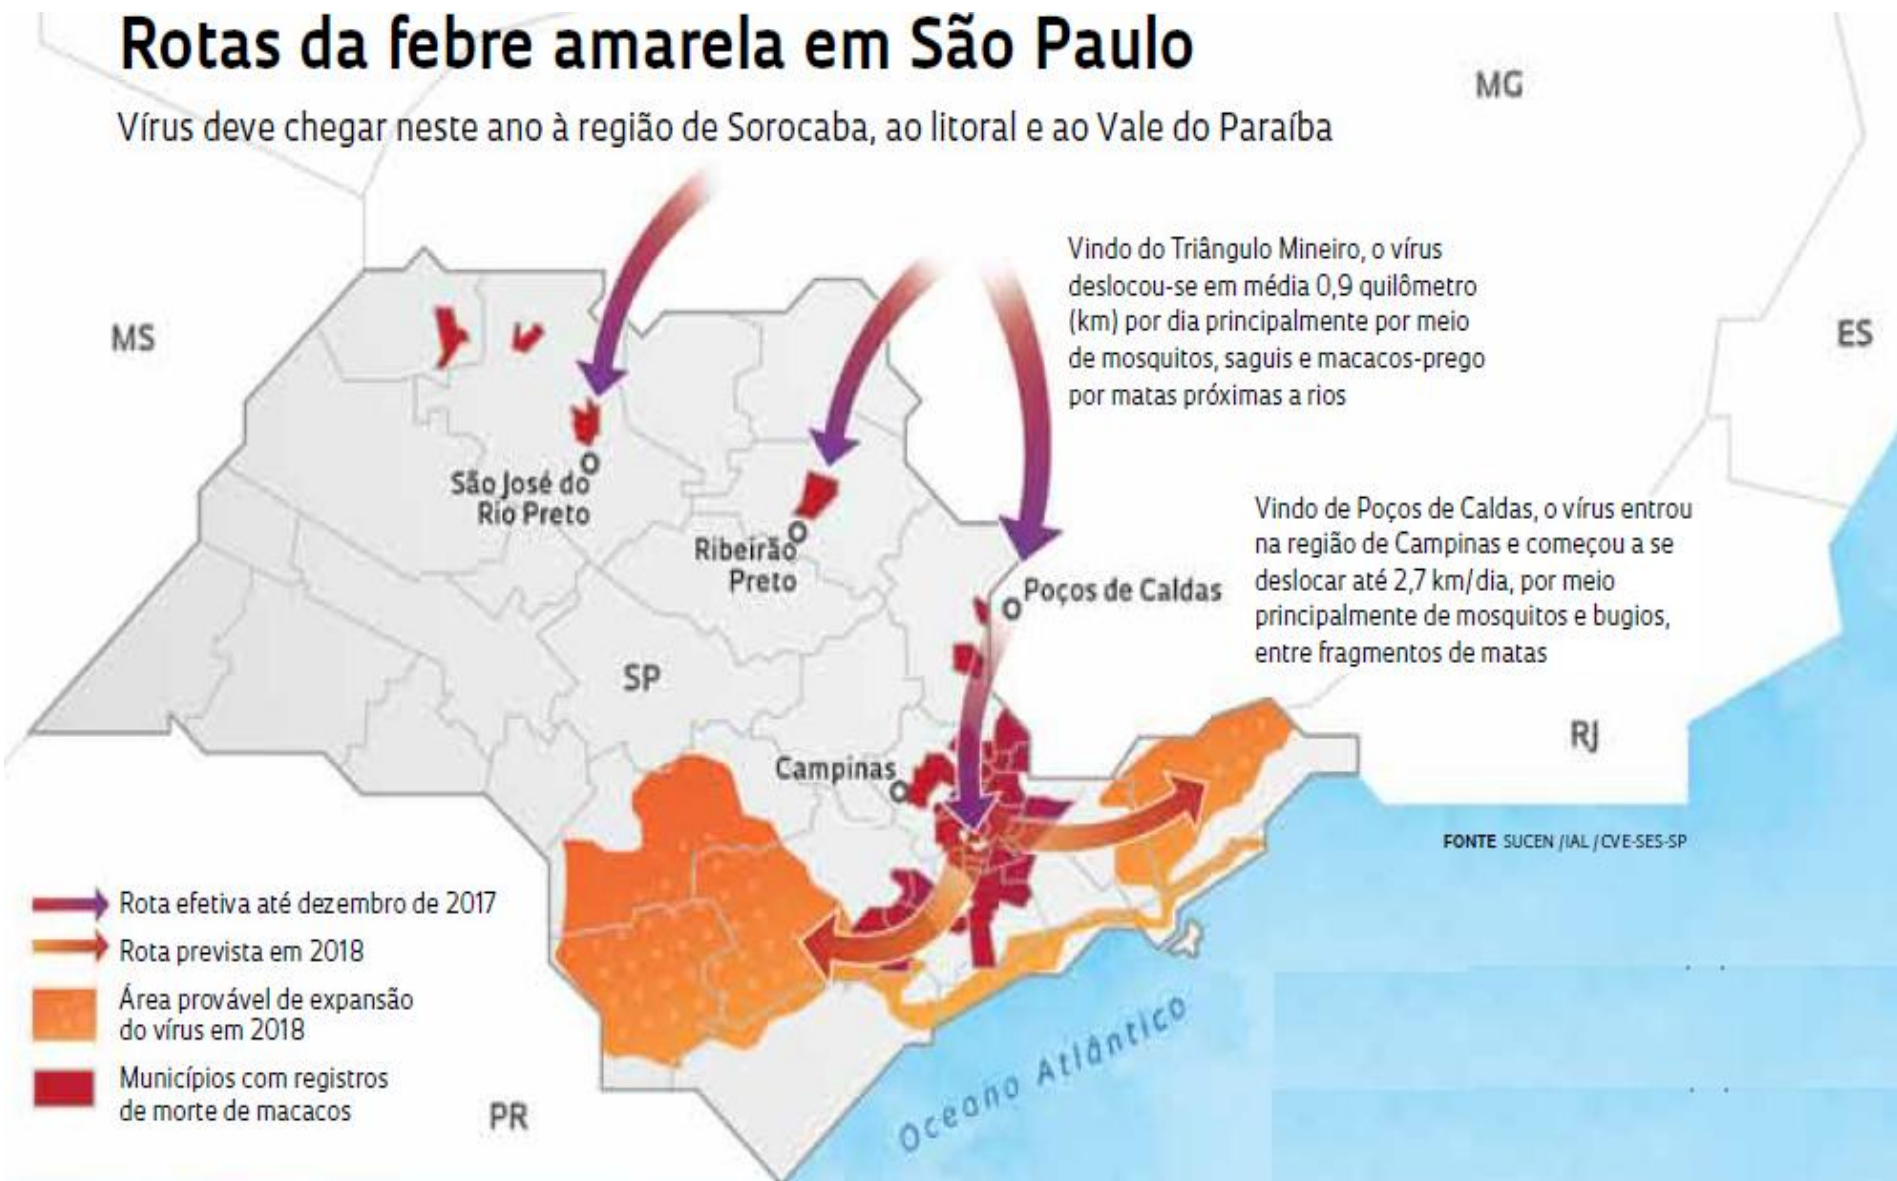 Rotas da febre amarela em São Paulo
Vírus deve chegar neste ano à região de Sorocaba, ao litoral e ao Vale do Paraíba
MG
Vindo do Triângulo Mineiro, o vírus
deslocou-se em média 0,9 quilômetro
(km) por dia principalmente por meio
de mosquitos, saguis e macacos-prego
por matas próximas a rios
MS
ES
São José do
Rio Preto
Ribeirão
Preto
Poços de Caldas
Vindo de Poços de Caldas, o vírus entrou
na região de Campinas e começou a se
deslocar até 2,7 km/dia, por meio
principalmente de mosquitos e bugios,
entre fragmentos de matas
SP
RJ
Campinas
FONTE SUCEN /IAL /CVE-SES-SP
Rota efetiva até dezembro de 2017
Rota prevista em 2018
Área provável de expansão
do vírus em 2018
Municípios com registros
de morte de macacos
PR
Oceano Atlântico